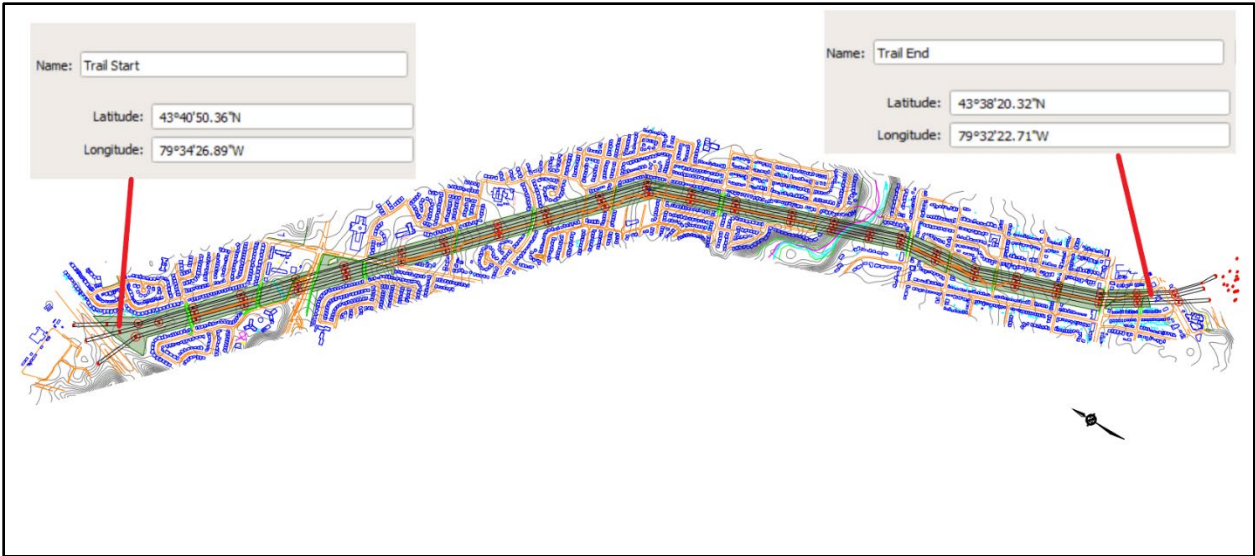 Name: Trail Start
Latitude: 43°40'50.36"N
Longitude: 79°34'26.89"W
Name: Trail End
Latitude: 43°38'20.32"N
Longitude: 79°32'22.71"W